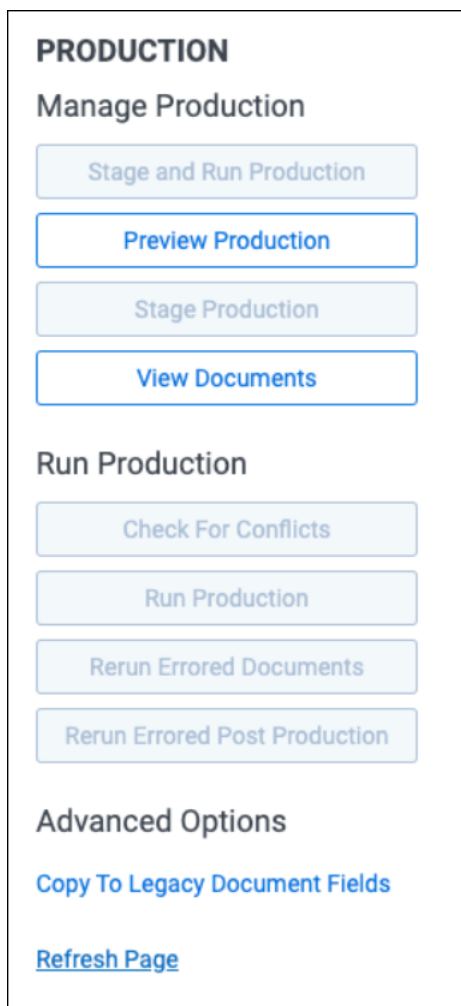 PRODUCTION
Manage Production
Stage and Run Production
Preview Production
Stage Production
View Documents
Run Production
Check For Conflicts
Run Production
Rerun Errored Documents
Rerun Errored Post Production
Advanced Options
Copy To Legacy Document Fields
Refresh Page